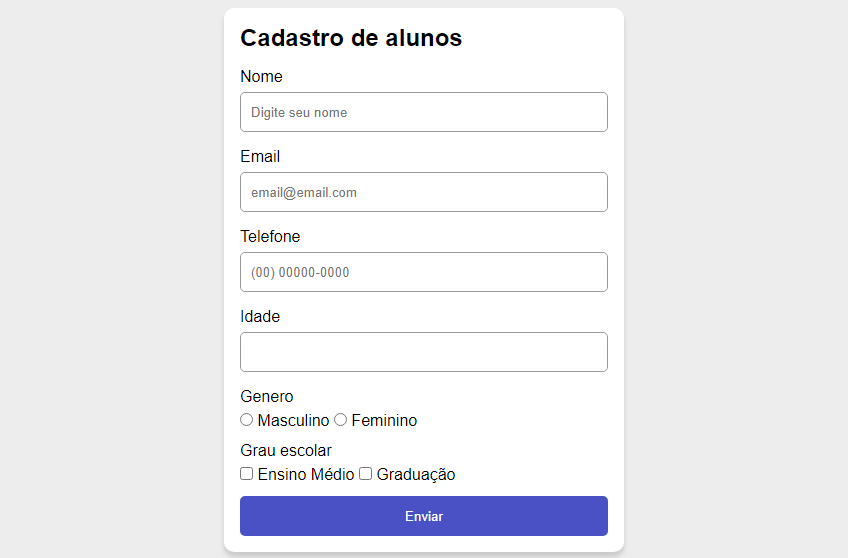 Cadastro de alunos
Nome
Digite seu nome
Email
email@email.com
Telefone
(00) 00000-0000
Idade
Genero
Masculino Feminino
Grau escolar
Ensino Médio Graduação
Enviar